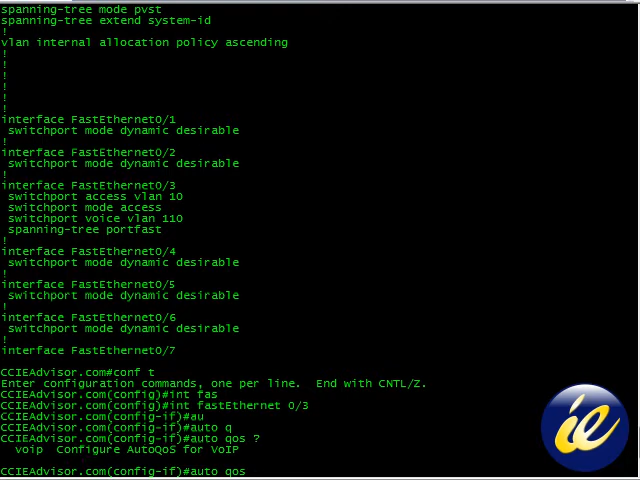 spanning-tree mode pvst
spanning-tree extend system-id
!
vlan internal allocation policy ascending
!
!
!
!
!
!
interface FastEthernet0/1
 switchport mode dynamic desirable
!
interface FastEthernet0/2
 switchport mode dynamic desirable
!
interface FastEthernet0/3
 switchport access vlan 10
 switchport mode access
 switchport voice vlan 110
 spanning-tree portfast
!
interface FastEthernet0/4
 switchport mode dynamic desirable
!
interface FastEthernet0/5
 switchport mode dynamic desirable
!
interface FastEthernet0/6
 switchport mode dynamic desirable
!
interface FastEthernet0/7
CCIEAdvisor.com#conf t
Enter configuration commands, one per line.  End with CNTL/Z.
CCIEAdvisor.com(config)#int fas
CCIEAdvisor.com(config)#int fastEthernet 0/3
CCIEAdvisor.com(config-if)#au
CCIEAdvisor.com(config-if)#auto q
CCIEAdvisor.com(config-if)#auto qos ?
  voip  Configure AutoQoS for VoIP
CCIEAdvisor.com(config-if)#auto qos
ie